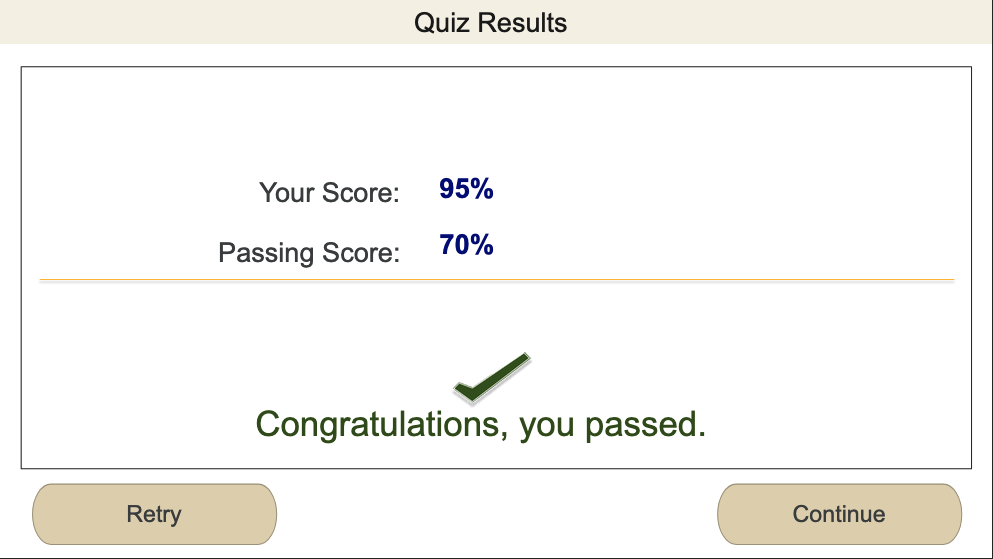 Quiz Results
Your Score: 95%
Passing Score: 70%
Congratulations, you passed.
Retry
Continue